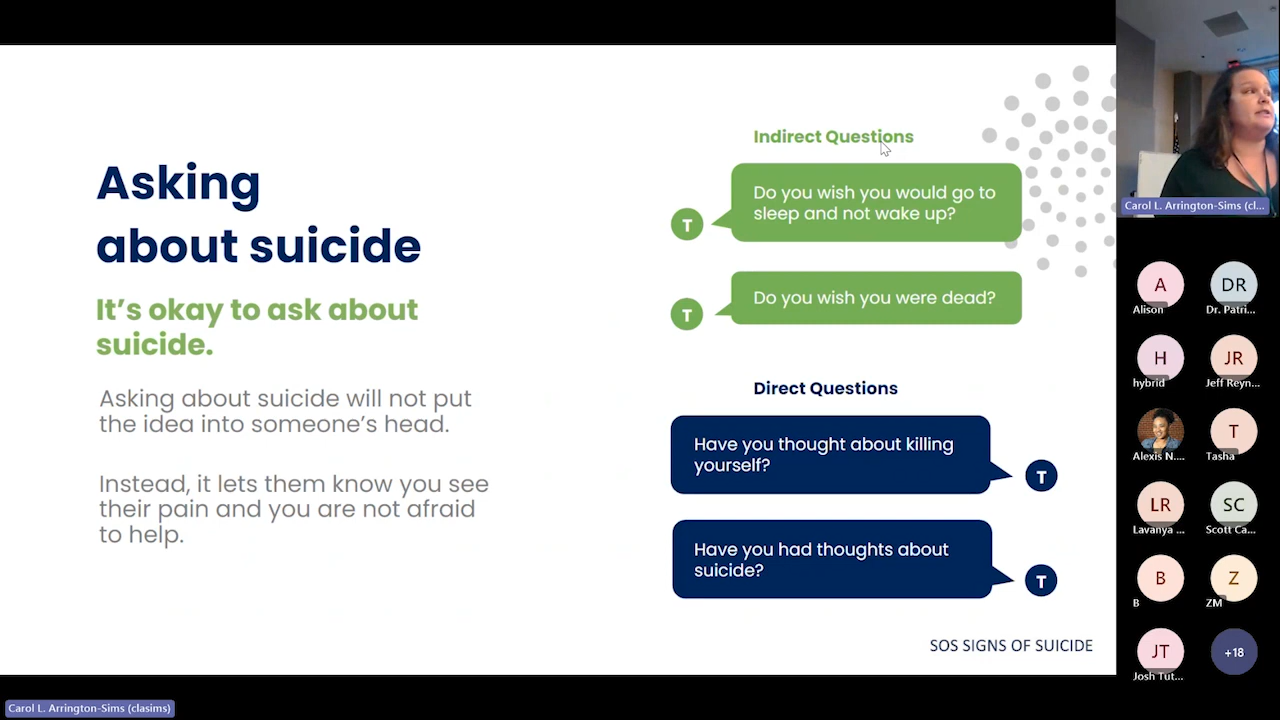 Asking
about suicide
It's okay to ask about
suicide.
Asking about suicide will not put
the idea into someone's head.
Instead, it lets them know you see
their pain and you are not afraid
to help.
Indirect Questions
Do you wish you would go to
sleep and not wake up?
T
Do you wish you were dead?
T
Direct Questions
Have you thought about killing
yourself?
T
Have you had thoughts about
suicide?
T
SOS SIGNS OF SUICIDE
Carol L. Arrington-Sims (cl...
A
Alison
DR
Dr. Patri...
H
hybrid
JR
Jeff Reyn...
Alexis N....
T
Tasha
LR
Lavanya ...
SC
Scott Ca...
B
B
Z
ZM
JT
Josh Tut...
+18
Carol L. Arrington-Sims (clasims)